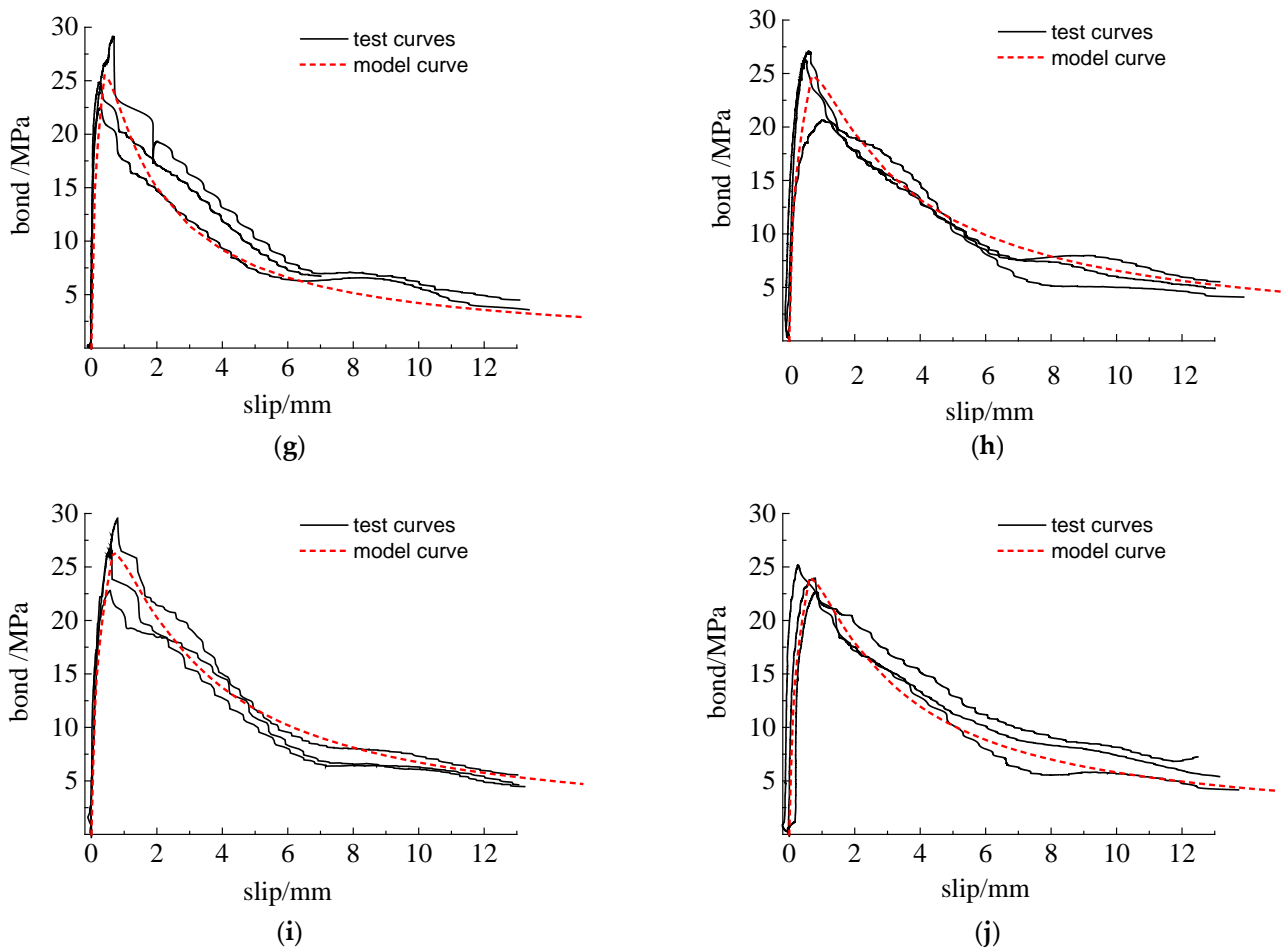 30
25
20
15
10
5
bond /MPa
test curves
model curve
0 2 4 6 8 10 12
slip/mm
(g)
30
25
20
15
10
5
bond /MPa
test curves
model curve
0 2 4 6 8 10 12
slip/mm
(h)
30
25
20
15
10
5
bond /MPa
test curves
model curve
0 2 4 6 8 10 12
slip/mm
(i)
30
25
20
15
10
5
bond/MPa
test curves
model curve
0 2 4 6 8 10 12
slip/mm
(j)